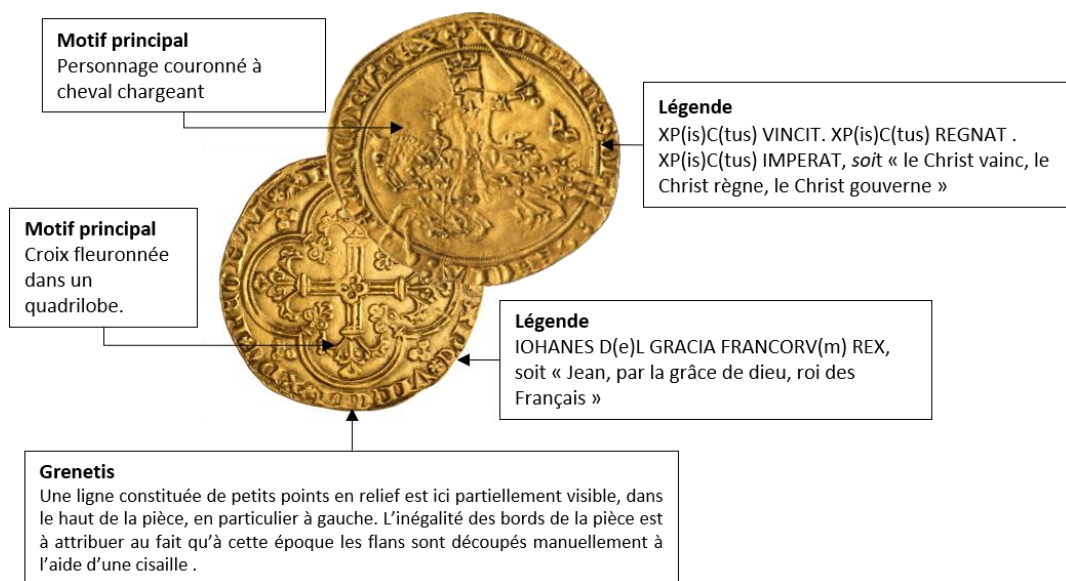 Motif principal
Personnage couronné à
cheval chargeant
Légende
XP(is)C(tus) VINCIT. XP(is)C(tus) REGNAT .
XP(is)C(tus) IMPERAT, soit « le Christ vainc, le
Christ règne, le Christ gouverne »
Motif principal
Croix fleuronnée
dans un
quadrilobe.
Légende
IOHANES D(e)L GRACIA FRANCORV(m) REX,
soit « Jean, par la grâce de dieu, roi des
Français »
Grenetis
Une ligne constituée de petits points en relief est ici partiellement visible, dans
le haut de la pièce, en particulier à gauche. L’inégalité des bords de la pièce est
à attribuer au fait qu’à cette époque les flans sont découpés manuellement à
l’aide d’une cisaille .